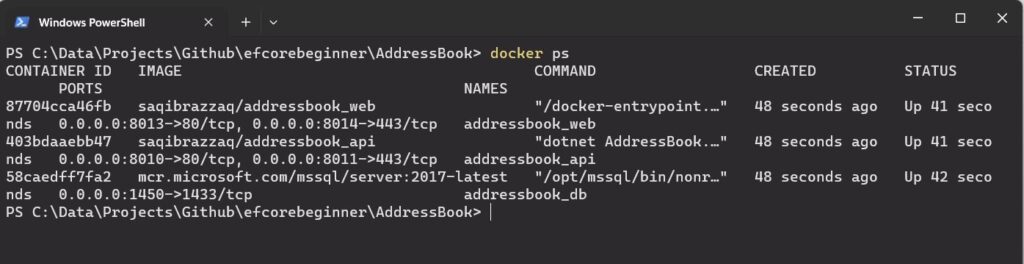 Windows PowerShell
PS C:\Data\Projects\Github\efcorebeginner\AddressBook> docker ps
CONTAINER ID   IMAGE                                        COMMAND                  CREATED          STATUS
      PORTS                                         NAMES
87704cca46fb   saqibrazzaq/addressbook_web                  "/docker-entrypoint.…"   48 seconds ago   Up 41 seco
nds   0.0.0.0:8013->80/tcp, 0.0.0.0:8014->443/tcp   addressbook_web
403bdaaebb47   saqibrazzaq/addressbook_api                  "dotnet AddressBook.…"   48 seconds ago   Up 41 seco
nds   0.0.0.0:8010->80/tcp, 0.0.0.0:8011->443/tcp   addressbook_api
58caedff7fa2   mcr.microsoft.com/mssql/server:2017-latest   "/opt/mssql/bin/nonr…"   48 seconds ago   Up 42 seco
nds   0.0.0.0:1450->1433/tcp                        addressbook_db
PS C:\Data\Projects\Github\efcorebeginner\AddressBook>